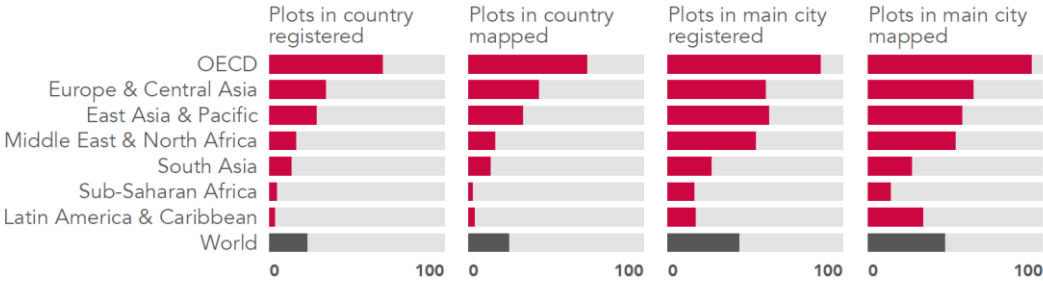 Plots in country registered
Plots in country mapped
Plots in main city registered
Plots in main city mapped
OECD
Europe & Central Asia
East Asia & Pacific
Middle East & North Africa
South Asia
Sub-Saharan Africa
Latin America & Caribbean
World
0 100 0 100 0 100 0 100